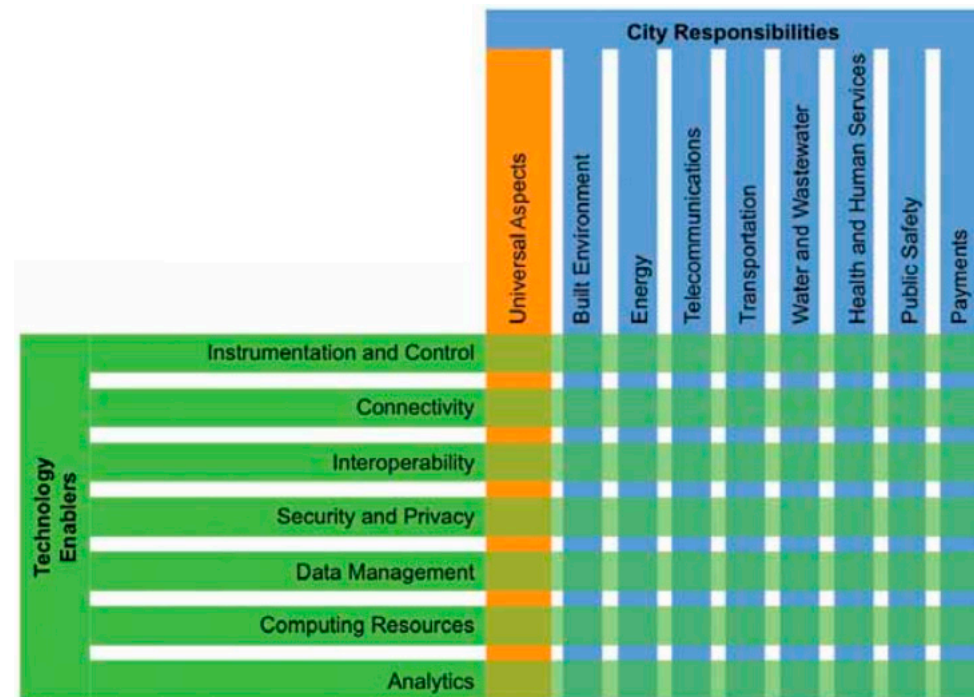 City Responsibilities
Universal Aspects
Built Environment
Energy
Telecommunications
Transportation
Water and Wastewater
Health and Human Services
Public Safety
Payments
Technology
Enablers
Instrumentation and Control
Connectivity
Interoperability
Security and Privacy
Data Management
Computing Resources
Analytics